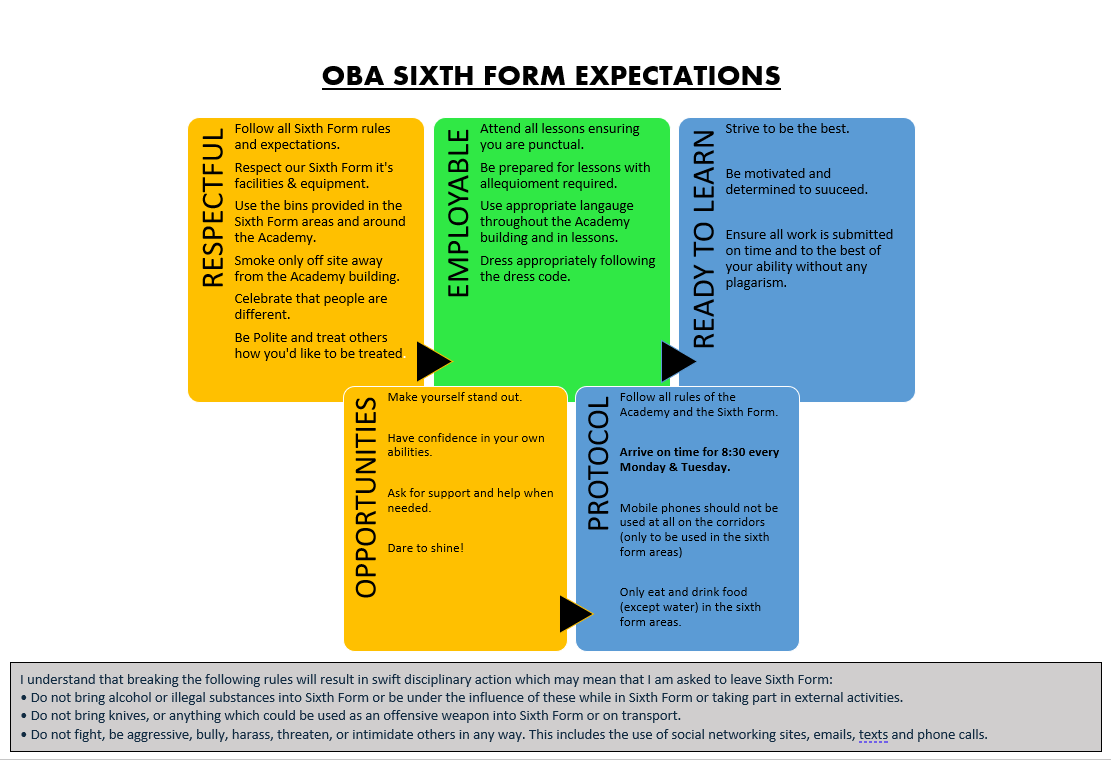 OBA SIXTH FORM EXPECTATIONS
RESPECTFUL
Follow all Sixth Form rules
and expectations.
Respect our Sixth Form it's
facilities & equipment.
Use the bins provided in the
Sixth Form areas and around
the Academy.
Smoke only off site away
from the Academy building.
Celebrate that people are
different.
Be Polite and treat others
how you'd like to be treated.
EMPLOYABLE
Attend all lessons ensuring
you are punctual.
Be prepared for lessons with
allequioment required.
Use appropriate langauge
throughout the Academy
building and in lessons.
Dress appropriately following
the dress code.
READY TO LEARN
Strive to be the best.
Be motivated and
determined to succeed.
Ensure all work is submitted
on time and to the best of
your ability without any
plagarism.
OPPORTUNITIES
Make yourself stand out.
Have confidence in your own
abilities.
Ask for support and help when
needed.
Dare to shine!
PROTOCOL
Follow all rules of the
Academy and the Sixth Form.
Arrive on time for 8:30 every
Monday & Tuesday.
Mobile phones should not be
used at all on the corridors
(only to be used in the sixth
form areas)
Only eat and drink food
(except water) in the sixth
form areas.
I understand that breaking the following rules will result in swift disciplinary action which may mean that I am asked to leave Sixth Form:
• Do not bring alcohol or illegal substances into Sixth Form or be under the influence of these while in Sixth Form or taking part in external activities.
• Do not bring knives, or anything which could be used as an offensive weapon into Sixth Form or on transport.
• Do not fight, be aggressive, bully, harass, threaten, or intimidate others in any way. This includes the use of social networking sites, emails, texts and phone calls.